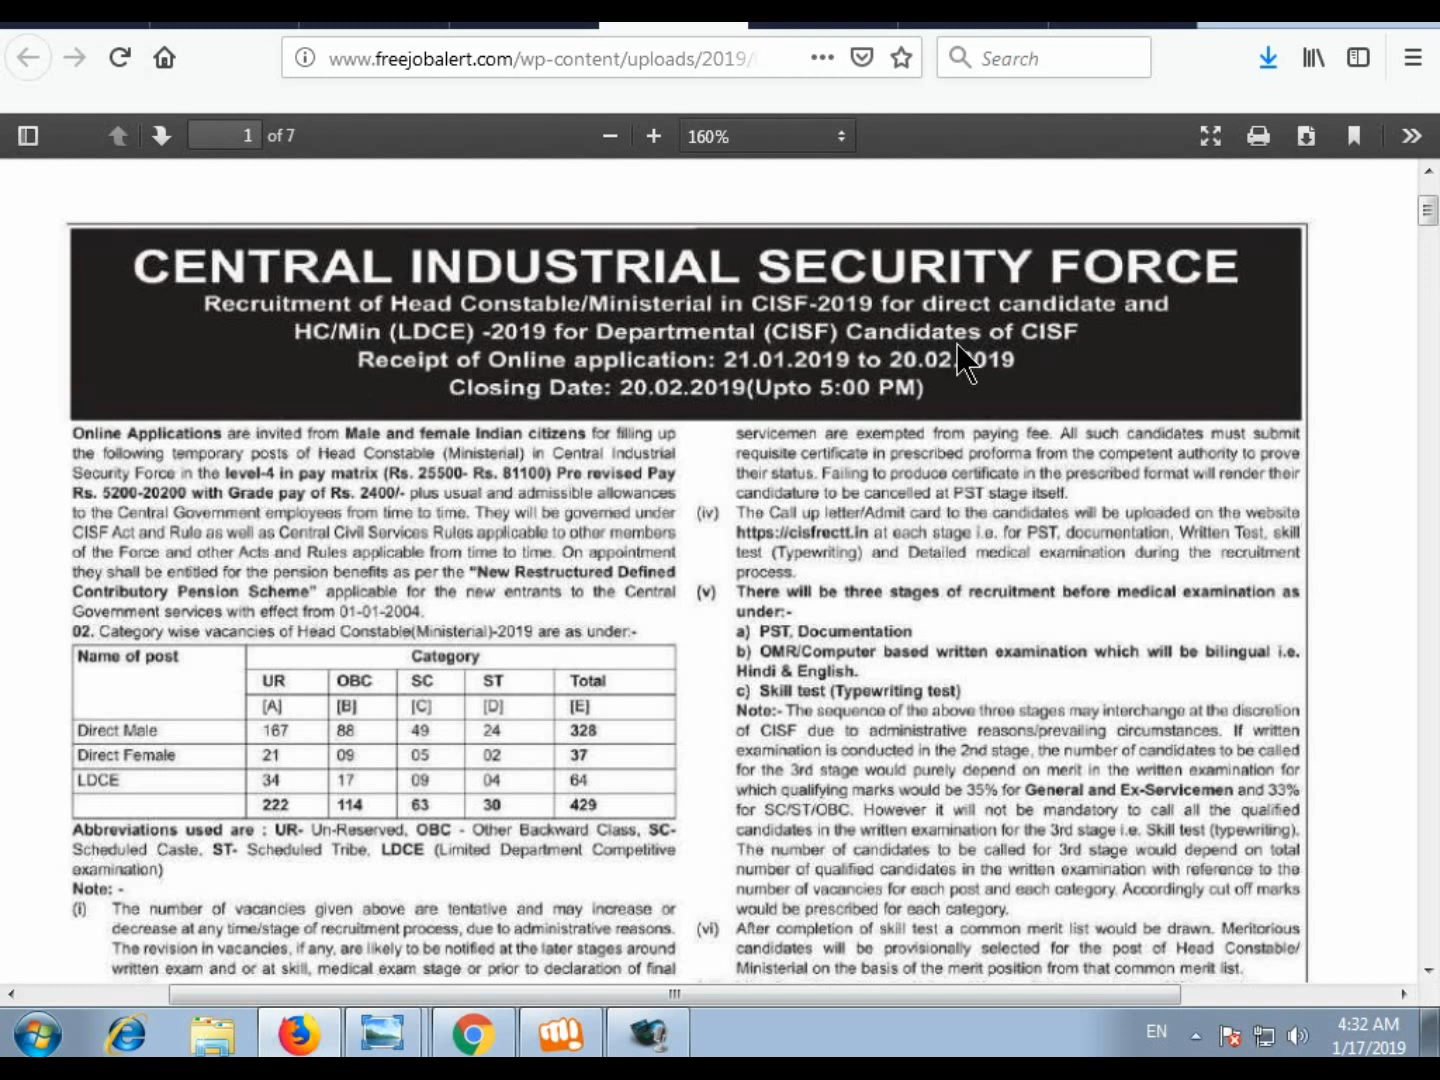 www.freejobalert.com/wp-content/uploads/2019/
Search
1 of 7
160%
CENTRAL INDUSTRIAL SECURITY FORCE
Recruitment of Head Constable/Ministerial in CISF-2019 for direct candidate and
HC/Min (LDCE) -2019 for Departmental (CISF) Candidates of CISF
Receipt of Online application: 21.01.2019 to 20.02.2019
Closing Date: 20.02.2019(Upto 5:00 PM)
Online Applications are invited from Male and female Indian citizens for filling up
the following temporary posts of Head Constable (Ministerial) in Central Industrial
Security Force in the level-4 in pay matrix (Rs. 25500- Rs. 81100) Pre revised Pay
Rs. 5200-20200 with Grade pay of Rs. 2400/- plus usual and admissible allowances
to the Central Government employees from time to time. They will be governed under
CISF Act and Rule as well as Central Civil Services Rules applicable to other members
of the Force and other Acts and Rules applicable from time to time. On appointment
they shall be entitled for the pension benefits as per the "New Restructured Defined
Contributory Pension Scheme" applicable for the new entrants to the Central
Government services with effect from 01-01-2004.
02. Category wise vacancies of Head Constable(Ministerial)-2019 are as under:-
Name of post Category
UR OBC SC ST Total
[A] [B] [C] [D] [E]
Direct Male 167 88 49 24 328
Direct Female 21 09 05 02 37
LDCE 34 17 09 04 64
222 114 63 30 429
Abbreviations used are : UR- Un-Reserved, OBC - Other Backward Class, SC-
Scheduled Caste, ST- Scheduled Tribe, LDCE (Limited Department Competitive
examination)
Note: -
(i) The number of vacancies given above are tentative and may increase or
decrease at any time/stage of recruitment process, due to administrative reasons.
The revision in vacancies, if any, are likely to be notified at the later stages around
written exam and or at skill, medical exam stage or prior to declaration of final
servicemen are exempted from paying fee. All such candidates must submit
requisite certificate in prescribed proforma from the competent authority to prove
their status. Failing to produce certificate in the prescribed format will render their
candidature to be cancelled at PST stage itself.
(iv) The Call up letter/Admit card to the candidates will be uploaded on the website
https://cisfrectt.in at each stage i.e. for PST, documentation, Written Test, skill
test (Typewriting) and Detailed medical examination during the recruitment
process.
(v) There will be three stages of recruitment before medical examination as
under:-
a) PST, Documentation
b) OMR/Computer based written examination which will be bilingual i.e.
Hindi & English.
c) Skill test (Typewriting test)
Note:- The sequence of the above three stages may interchange at the discretion
of CISF due to administrative reasons/prevailing circumstances. If written
examination is conducted in the 2nd stage, the number of candidates to be called
for the 3rd stage would purely depend on merit in the written examination for
which qualifying marks would be 35% for General and Ex-Servicemen and 33%
for SC/ST/OBC. However it will not be mandatory to call all the qualified
candidates in the written examination for the 3rd stage i.e. Skill test (typewriting).
The number of candidates to be called for 3rd stage would depend on total
number of qualified candidates in the written examination with reference to the
number of vacancies for each post and each category. Accordingly cut off marks
would be prescribed for each category.
(vi) After completion of skill test a common merit list would be drawn. Meritorious
candidates will be provisionally selected for the post of Head Constable/
Ministerial on the basis of the merit position from that common merit list.
EN
4:32 AM
1/17/2019